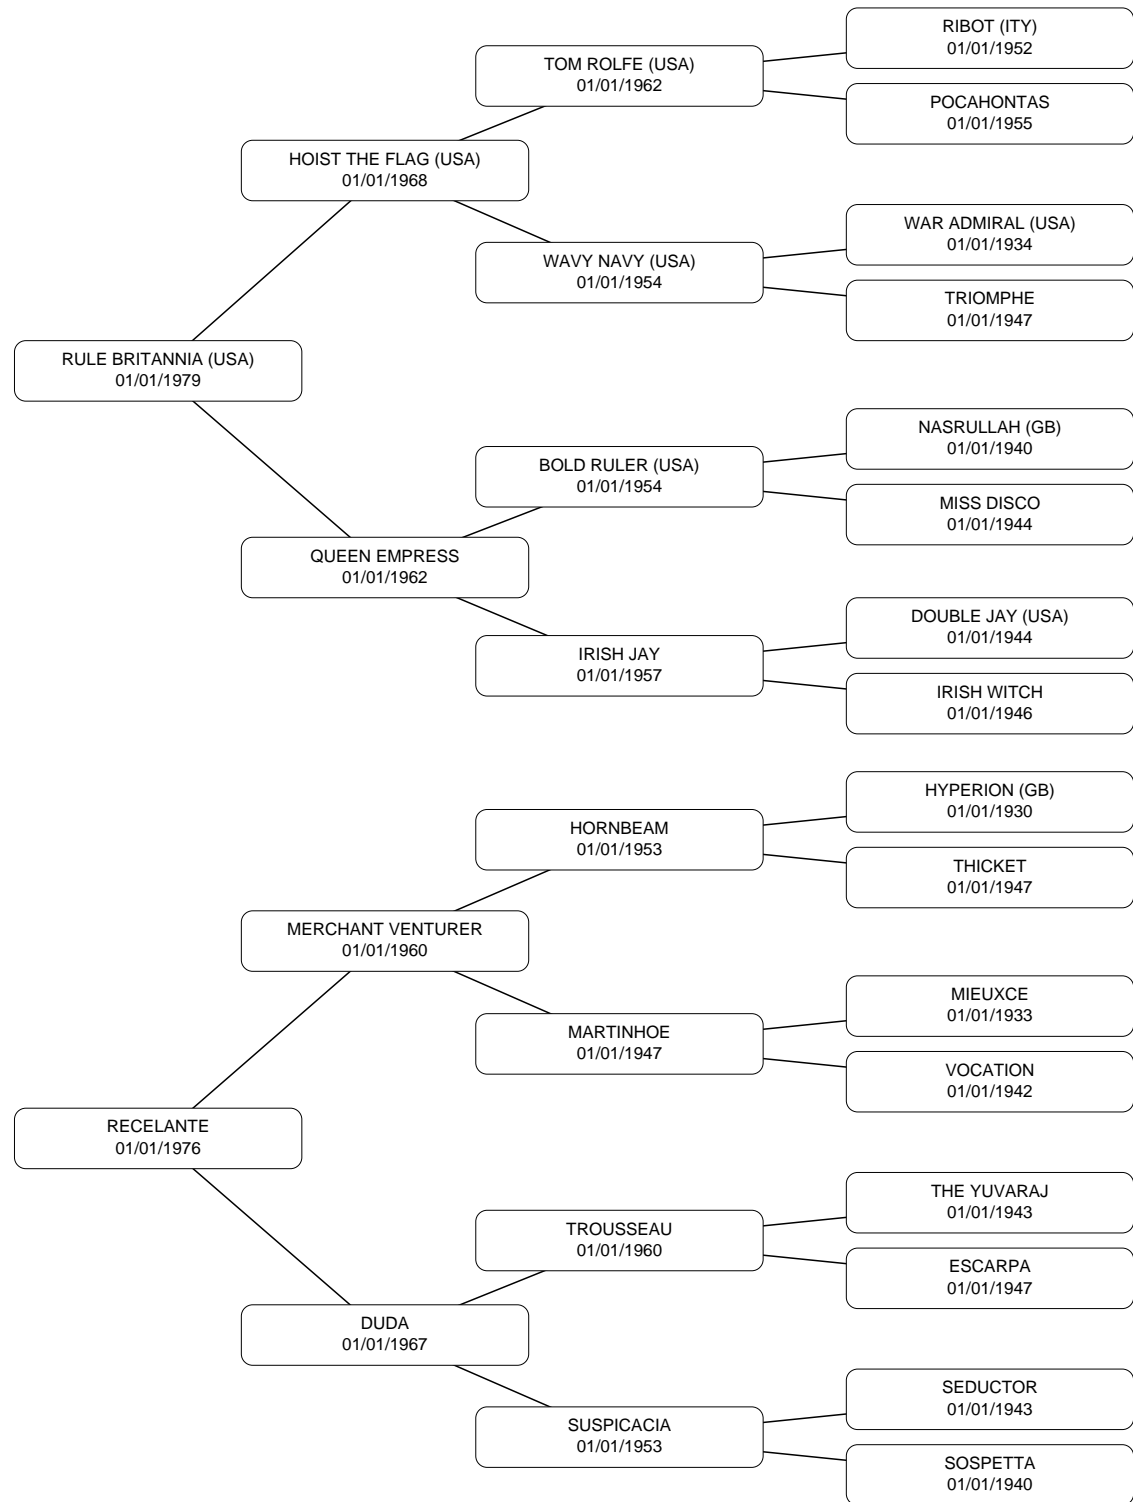 RIBOT (ITY)
01/01/1952
TOM ROLFE (USA)
01/01/1962
POCAHONTAS
01/01/1955
HOIST THE FLAG (USA)
01/01/1968
WAR ADMIRAL (USA)
01/01/1934
WAVY NAVY (USA)
01/01/1954
TRIOMPHE
01/01/1947
RULE BRITANNIA (USA)
01/01/1979
NASRULLAH (GB)
01/01/1940
BOLD RULER (USA)
01/01/1954
MISS DISCO
01/01/1944
QUEEN EMPRESS
01/01/1962
DOUBLE JAY (USA)
01/01/1944
IRISH JAY
01/01/1957
IRISH WITCH
01/01/1946
HYPERION (GB)
01/01/1930
HORNBEAM
01/01/1953
THICKET
01/01/1947
MERCHANT VENTURER
01/01/1960
MIEUXCE
01/01/1933
MARTINHOE
01/01/1947
VOCATION
01/01/1942
RECELANTE
01/01/1976
THE YUVARAJ
01/01/1943
TROUSSEAU
01/01/1960
ESCARPA
01/01/1947
DUDA
01/01/1967
SEDUCTOR
01/01/1943
SUSPICACIA
01/01/1953
SOSPETTA
01/01/1940